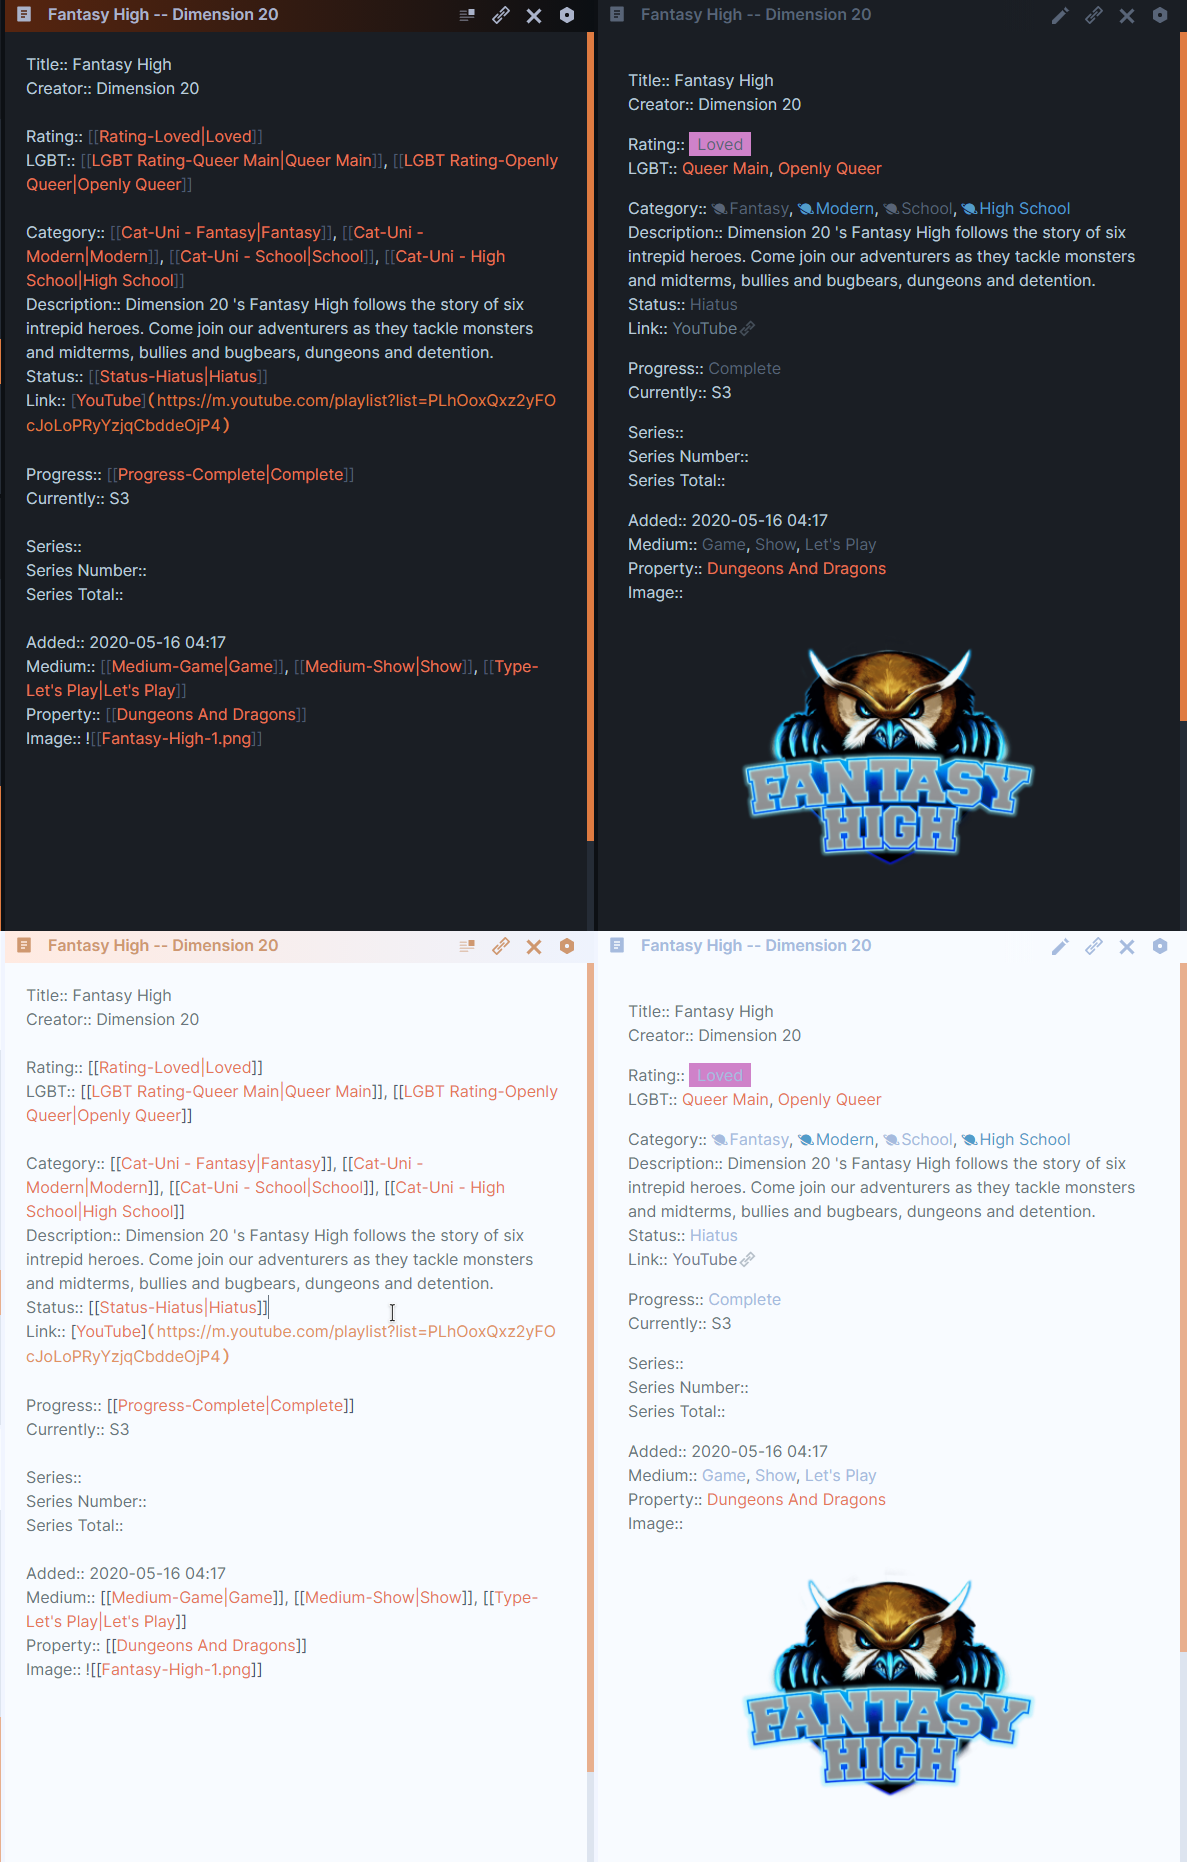 Fantasy High -- Dimension 20
Title:: Fantasy High
Creator:: Dimension 20
Rating:: [[Rating-Loved|Loved]]
LGBT:: [[LGBT Rating-Queer Main|Queer Main]], [[LGBT Rating-Openly
Queer|Openly Queer]]
Category:: [[Cat-Uni - Fantasy|Fantasy]], [[Cat-Uni -
Modern|Modern]], [[Cat-Uni - School|School]], [[Cat-Uni - High
School|High School]]
Description:: Dimension 20 's Fantasy High follows the story of six
intrepid heroes. Come join our adventurers as they tackle monsters
and midterms, bullies and bugbears, dungeons and detention.
Status:: [[Status-Hiatus|Hiatus]]
Link:: [YouTube](https://m.youtube.com/playlist?list=PLhOoxQxz2yFO
cJoLoPRyYzjqCbddeOjP4)
Progress:: [[Progress-Complete|Complete]]
Currently:: S3
Series::
Series Number::
Series Total::
Added:: 2020-05-16 04:17
Medium:: [[Medium-Game|Game]], [[Medium-Show|Show]], [[Type-
Let's Play|Let's Play]]
Property:: [[Dungeons And Dragons]]
Image:: ![[Fantasy-High-1.png]]
Fantasy High -- Dimension 20
Title:: Fantasy High
Creator:: Dimension 20
Rating:: Loved
LGBT:: Queer Main, Openly Queer
Category:: Fantasy, Modern, School, High School
Description:: Dimension 20 's Fantasy High follows the story of six
intrepid heroes. Come join our adventurers as they tackle monsters
and midterms, bullies and bugbears, dungeons and detention.
Status:: Hiatus
Link:: YouTube
Progress:: Complete
Currently:: S3
Series::
Series Number::
Series Total::
Added:: 2020-05-16 04:17
Medium:: Game, Show, Let's Play
Property:: Dungeons And Dragons
Image::
FANTASY
HIGH
Fantasy High -- Dimension 20
Title:: Fantasy High
Creator:: Dimension 20
Rating:: [[Rating-Loved|Loved]]
LGBT:: [[LGBT Rating-Queer Main|Queer Main]], [[LGBT Rating-Openly
Queer|Openly Queer]]
Category:: [[Cat-Uni - Fantasy|Fantasy]], [[Cat-Uni -
Modern|Modern]], [[Cat-Uni - School|School]], [[Cat-Uni - High
School|High School]]
Description:: Dimension 20 's Fantasy High follows the story of six
intrepid heroes. Come join our adventurers as they tackle monsters
and midterms, bullies and bugbears, dungeons and detention.
Status:: [[Status-Hiatus|Hiatus]]
Link:: [YouTube](https://m.youtube.com/playlist?list=PLhOoxQxz2yFO
cJoLoPRyYzjqCbddeOjP4)
Progress:: [[Progress-Complete|Complete]]
Currently:: S3
Series::
Series Number::
Series Total::
Added:: 2020-05-16 04:17
Medium:: [[Medium-Game|Game]], [[Medium-Show|Show]], [[Type-
Let's Play|Let's Play]]
Property:: [[Dungeons And Dragons]]
Image:: ![[Fantasy-High-1.png]]
Fantasy High -- Dimension 20
Title:: Fantasy High
Creator:: Dimension 20
Rating:: Loved
LGBT:: Queer Main, Openly Queer
Category:: Fantasy, Modern, School, High School
Description:: Dimension 20 's Fantasy High follows the story of six
intrepid heroes. Come join our adventurers as they tackle monsters
and midterms, bullies and bugbears, dungeons and detention.
Status:: Hiatus
Link:: YouTube
Progress:: Complete
Currently:: S3
Series::
Series Number::
Series Total::
Added:: 2020-05-16 04:17
Medium:: Game, Show, Let's Play
Property:: Dungeons And Dragons
Image::
FANTASY
HIGH